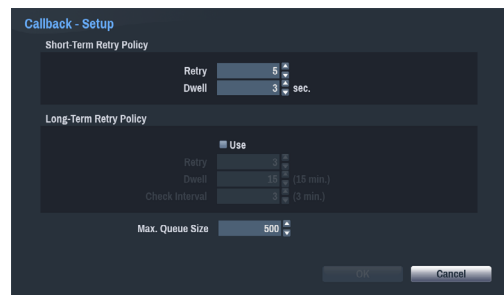 Callback - Setup
Short-Term Retry Policy
Retry 5
Dwell 3 sec.
Long-Term Retry Policy
Use
Retry 3
Dwell 15 (15 min.)
Check Interval 3 (3 min.)
Max. Queue Size 500
OK Cancel